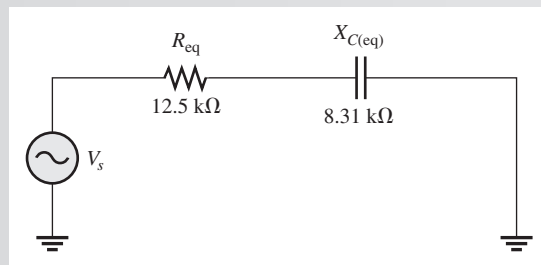 R_eq
X_C(eq)
12.5 kΩ
8.31 kΩ
V_s